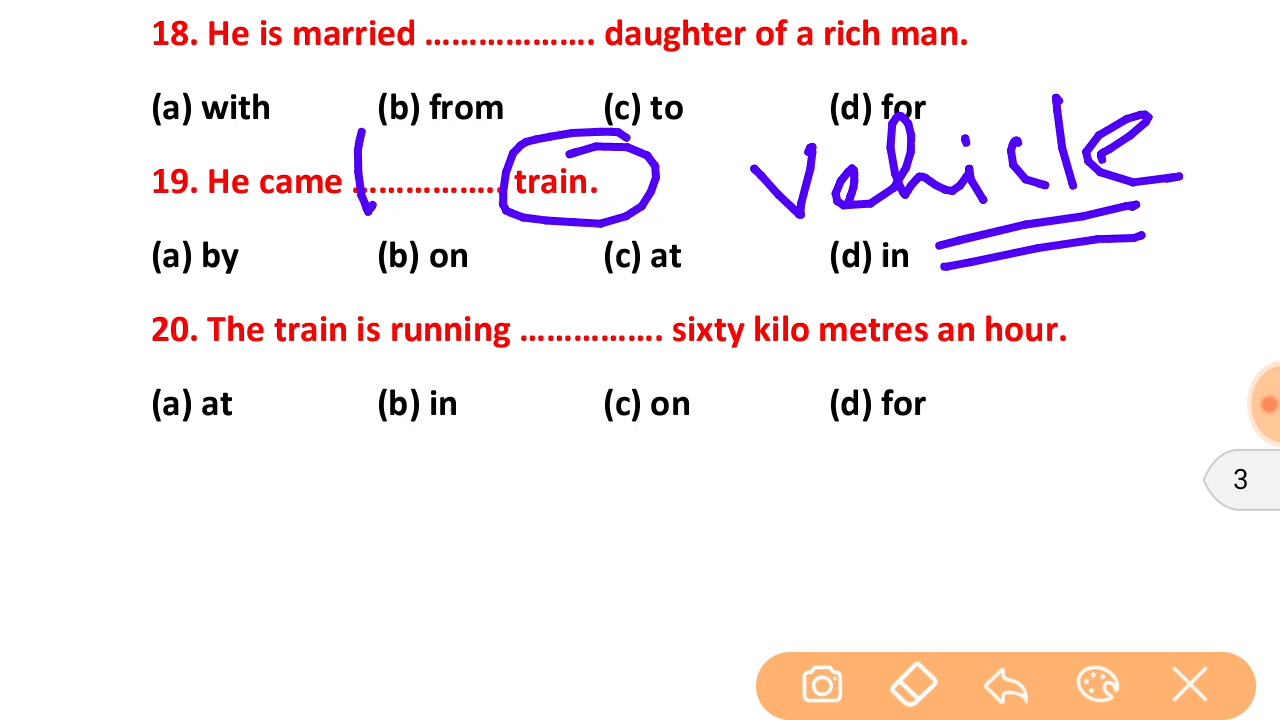 18. He is married ………………. daughter of a rich man.
(a) with (b) from (c) to (d) for
19. He came …………….. train. vehicle
(a) by (b) on (c) at (d) in
20. The train is running ……………. sixty kilo metres an hour.
(a) at (b) in (c) on (d) for
3